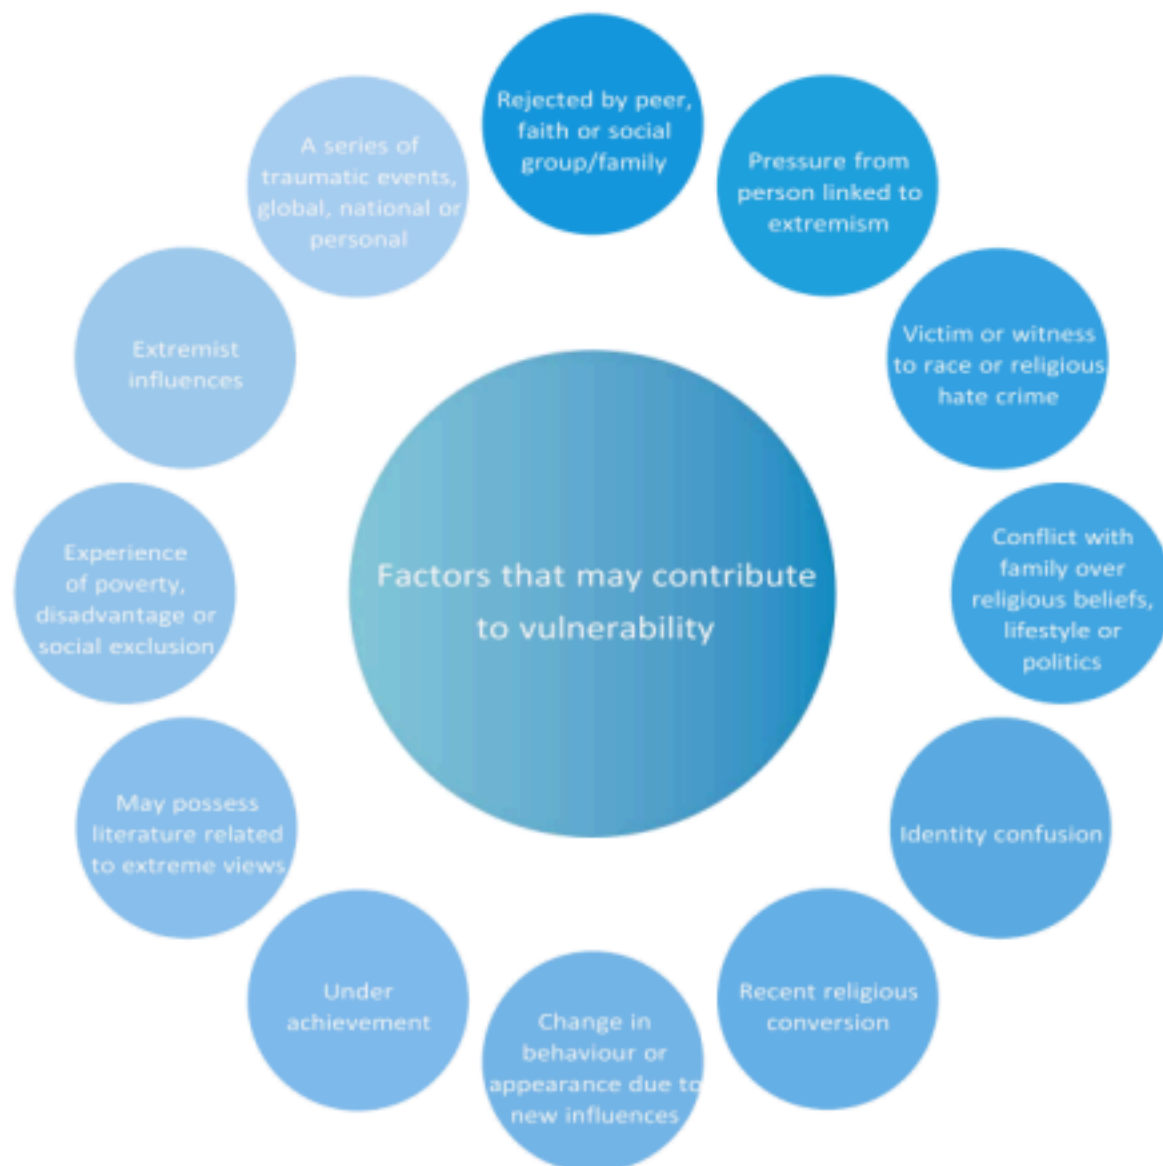 Rejected by peer,
faith or social
group/family
Pressure from
person linked to
extremism
Victim or witness
to race or religious
hate crime
Conflict with
family over
religious beliefs,
lifestyle or
politics
Identity confusion
Recent religious
conversion
Change in
behaviour or
appearance due to
new influences
Under
achievement
May possess
literature related
to extreme views
Experience
of poverty,
disadvantage or
social exclusion
Extremist
influences
A series of
traumatic events,
global, national or
personal
Factors that may contribute
to vulnerability